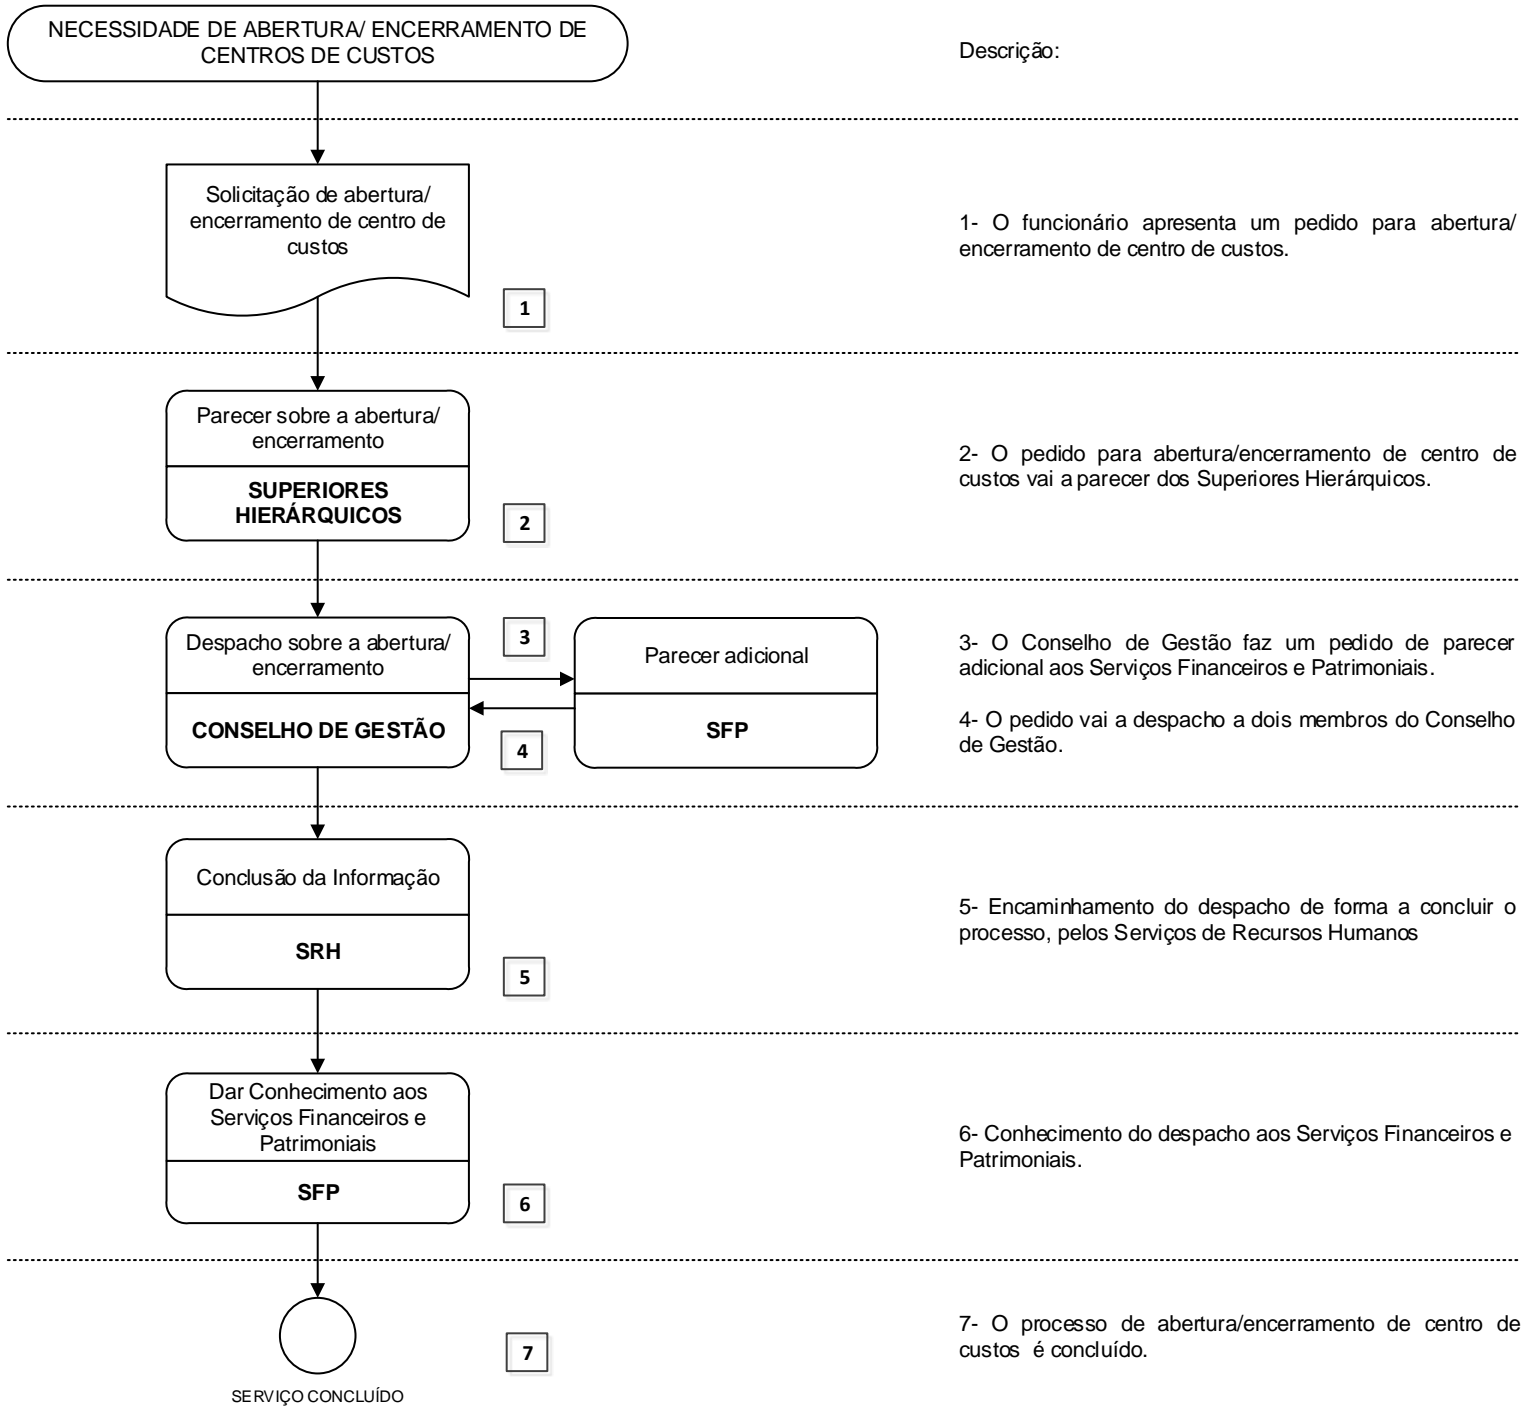 NECESSIDADE DE ABERTURA/ ENCERRAMENTO DE
CENTROS DE CUSTOS
Descrição:
Solicitação de abertura/
encerramento de centro de
custos
1
1- O funcionário apresenta um pedido para abertura/
encerramento de centro de custos.
Parecer sobre a abertura/
encerramento
SUPERIORES
HIERÁRQUICOS
2
2- O pedido para abertura/encerramento de centro de
custos vai a parecer dos Superiores Hierárquicos.
Despacho sobre a abertura/
encerramento
CONSELHO DE GESTÃO
3
4
Parecer adicional
SFP
3- O Conselho de Gestão faz um pedido de parecer
adicional aos Serviços Financeiros e Patrimoniais.
4- O pedido vai a despacho a dois membros do Conselho
de Gestão.
Conclusão da Informação
SRH
5
5- Encaminhamento do despacho de forma a concluir o
processo, pelos Serviços de Recursos Humanos
Dar Conhecimento aos
Serviços Financeiros e
Patrimoniais
SFP
6
6- Conhecimento do despacho aos Serviços Financeiros e
Patrimoniais.
SERVIÇO CONCLUÍDO
7
7- O processo de abertura/encerramento de centro de
custos é concluído.